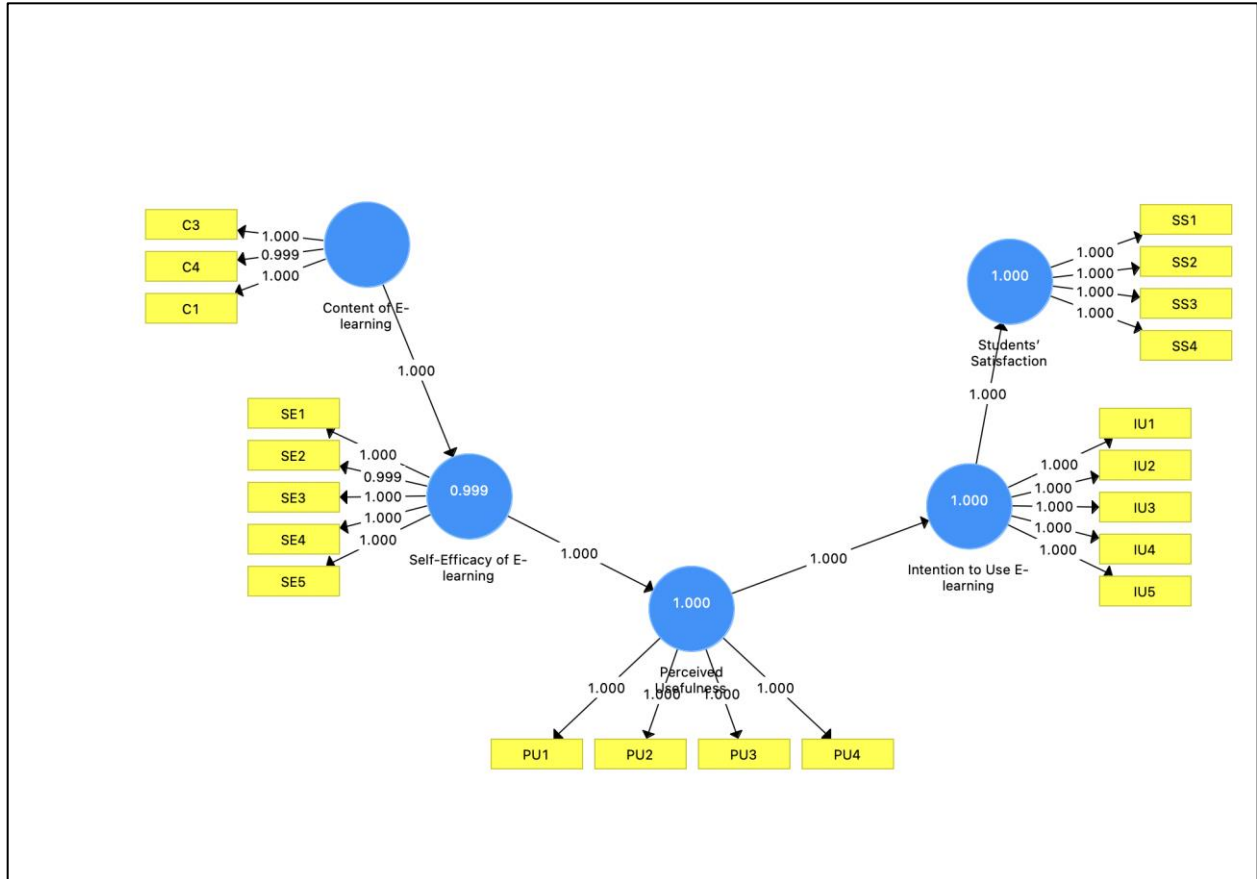 C3
C4
C1
1.000
0.999
1.000
Content of E-
learning
1.000
SE1
SE2
SE3
SE4
SE5
1.000
0.999
1.000
1.000
1.000
0.999
Self-Efficacy of E-
learning
1.000
1.000
Perceived
Usefulness
1.000
1.000
1.000
1.000
PU1
PU2
PU3
PU4
1.000
1.000
Intention to Use E-
learning
1.000
1.000
1.000
1.000
1.000
IU1
IU2
IU3
IU4
IU5
1.000
1.000
Students'
Satisfaction
1.000
1.000
1.000
1.000
SS1
SS2
SS3
SS4